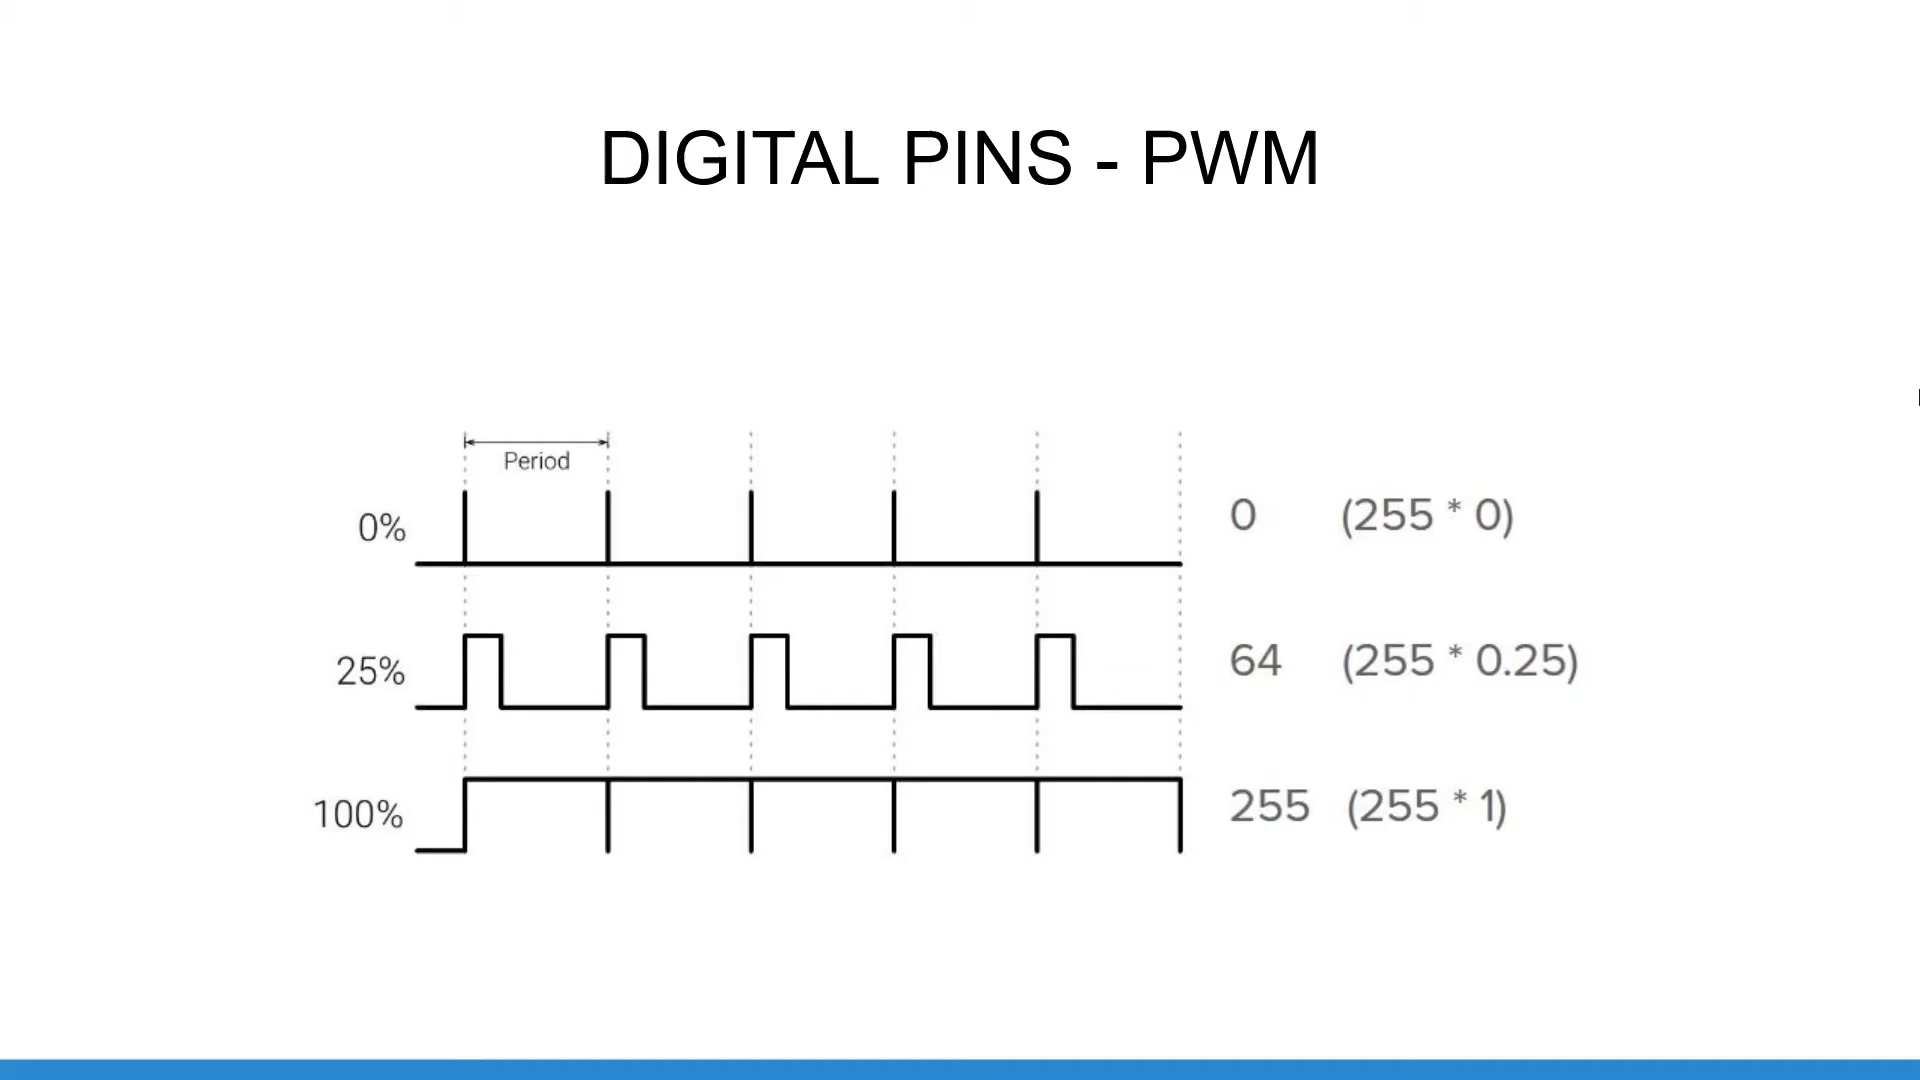 DIGITAL PINS - PWM
Period
0% 0 (255 * 0)
25% 64 (255 * 0.25)
100% 255 (255 * 1)